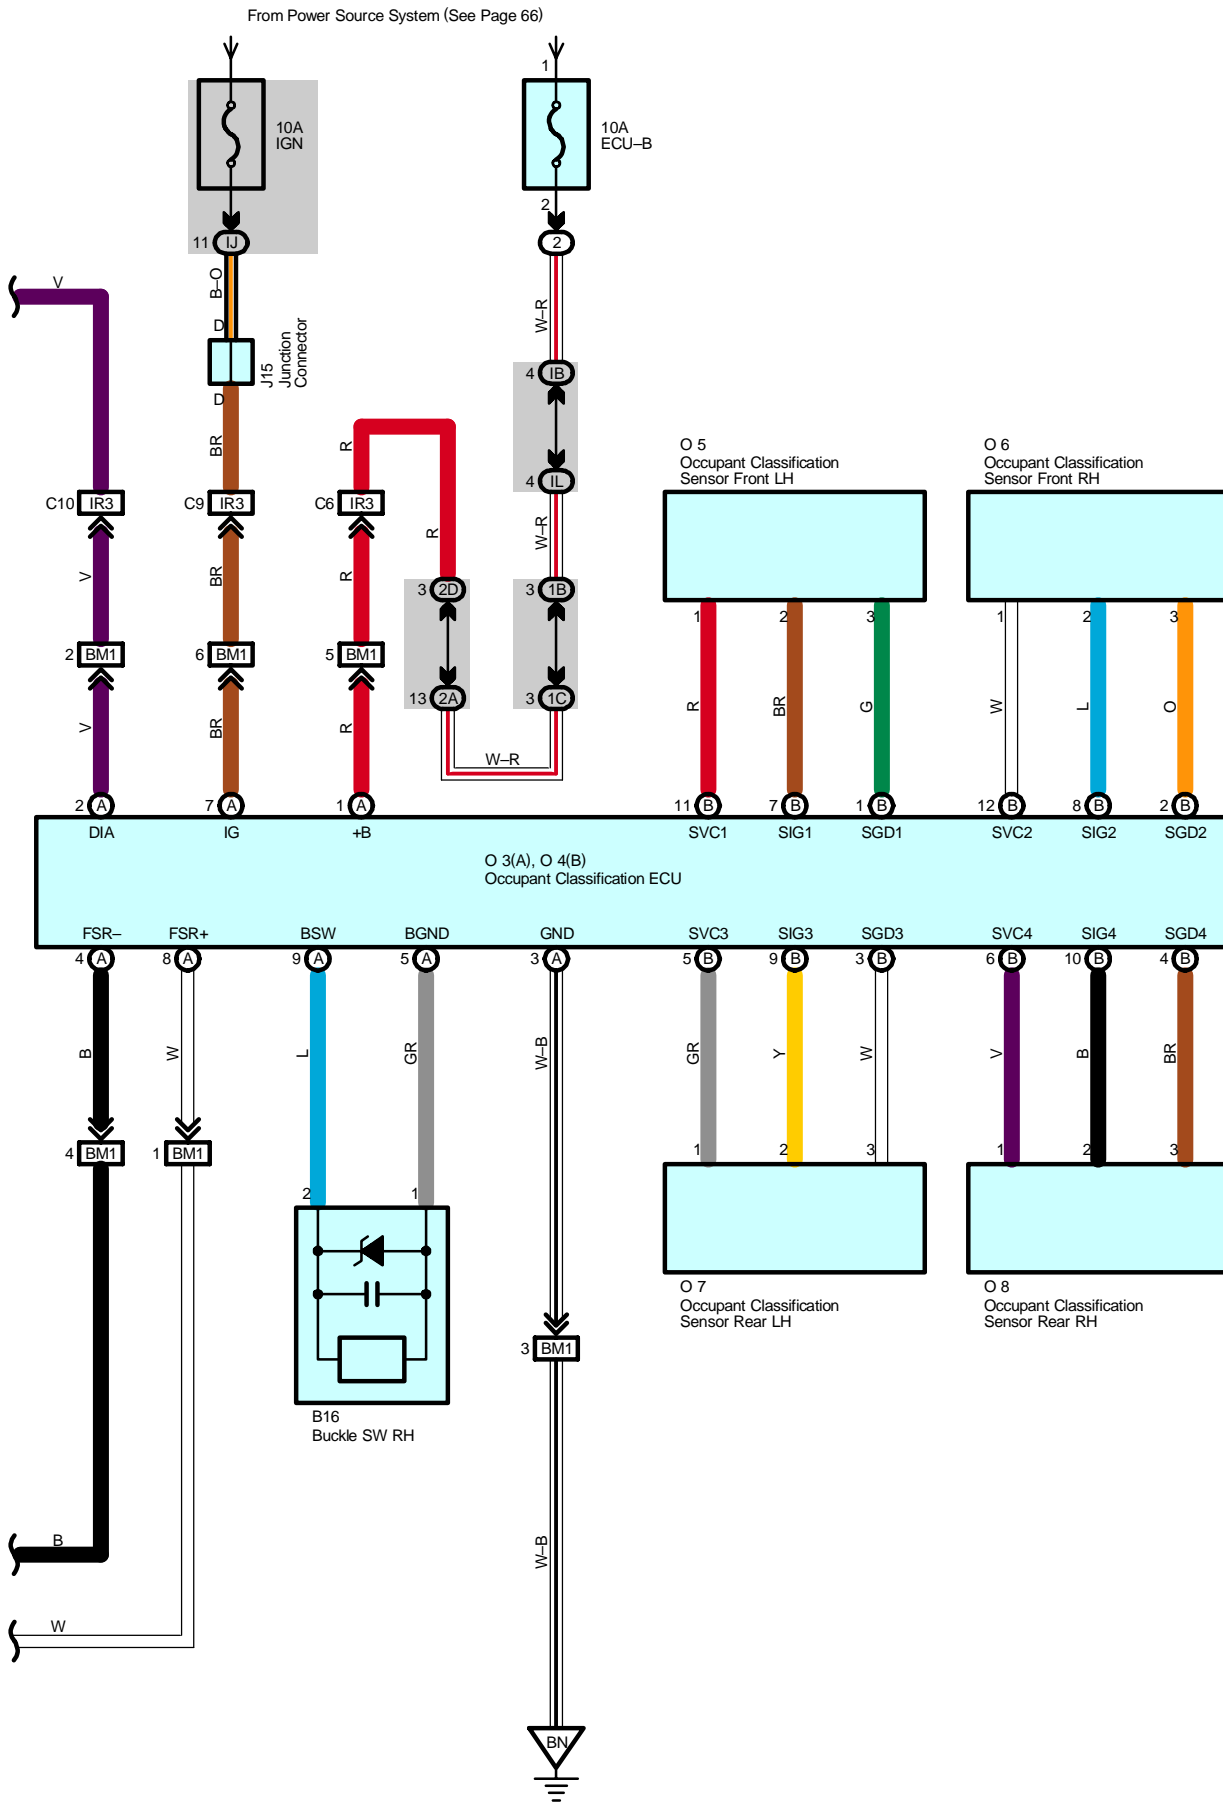 From Power Source System (See Page 66)
1
10A
IGN
10A
ECU–B
2
11 IJ
2
V
B–O
W–R
D
J15
Junction
Connector
D
4 IB
BR
R
R
4 IL
O 5
Occupant Classification
Sensor Front LH
O 6
Occupant Classification
Sensor Front RH
C10 IR3
C9 IR3
C6 IR3
W–R
V
BR
R
3 2D
3 1B
1
2
3
1
2
3
2 BM1
6 BM1
5 BM1
13 2A
3 1C
V
BR
R
W–R
R
BR
G
W
L
O
2 A
7 A
1 A
11 B
7 B
1 B
12 B
8 B
2 B
DIA
IG
+B
SVC1
SIG1
SGD1
SVC2
SIG2
SGD2
O 3(A), O 4(B)
Occupant Classification ECU
FSR–
FSR+
BSW
BGND
GND
SVC3
SIG3
SGD3
SVC4
SIG4
SGD4
4 A
8 A
9 A
5 A
3 A
5 B
9 B
3 B
6 B
10 B
4 B
B
W
L
GR
W–B
GR
Y
W
V
B
BR
4 BM1
1 BM1
1
2
3
1
2
3
2
1
O 7
Occupant Classification
Sensor Rear LH
O 8
Occupant Classification
Sensor Rear RH
3 BM1
B16
Buckle SW RH
B
W–B
W
BN